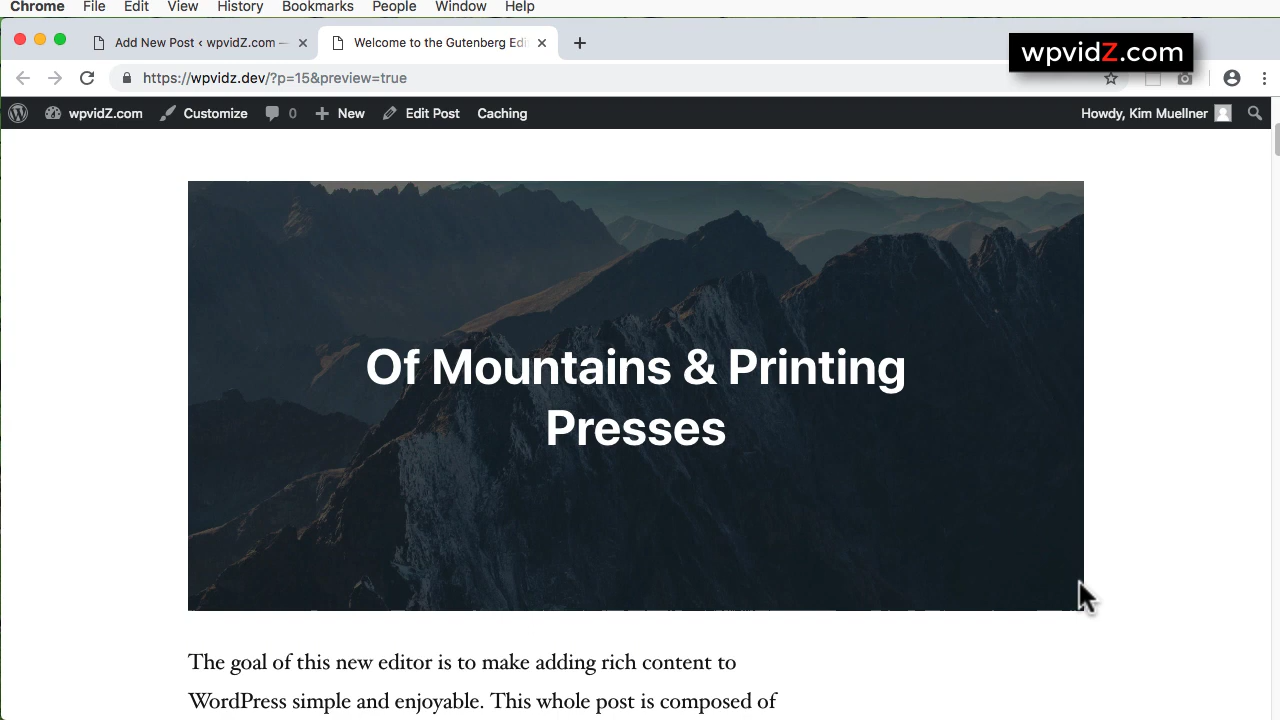 Chrome File Edit View History Bookmarks People Window Help
Add New Post ‹ wpvidZ.com — Welcome to the Gutenberg Edi
wpvidZ.com
https://wpvidz.dev/?p=15&preview=true
wpvidZ.com Customize 0 New Edit Post Caching Howdy, Kim Muellner
Of Mountains & Printing
Presses
The goal of this new editor is to make adding rich content to
WordPress simple and enjoyable. This whole post is composed of